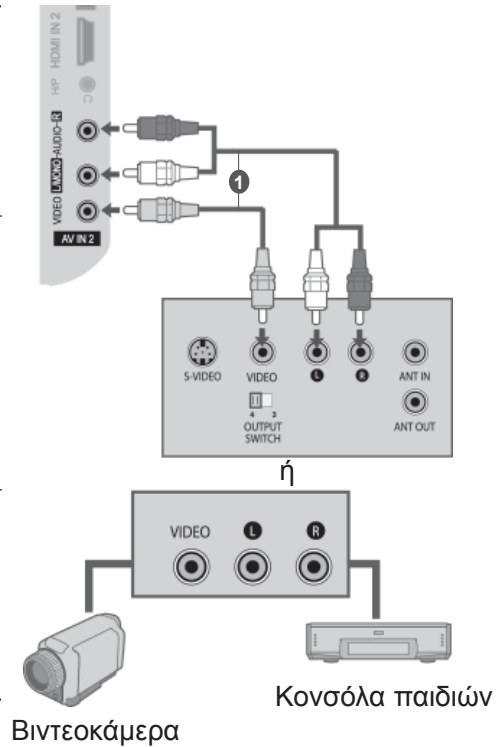 HDMI IN 2
H/P
VIDEO L/MONO-AUDIO-R
AV IN 2
1
S-VIDEO
VIDEO
L
R
ANT IN
4 3
OUTPUT
SWITCH
ANT OUT
ή
VIDEO L R
Κονσόλα παιδιών
Βιντεοκάμερα